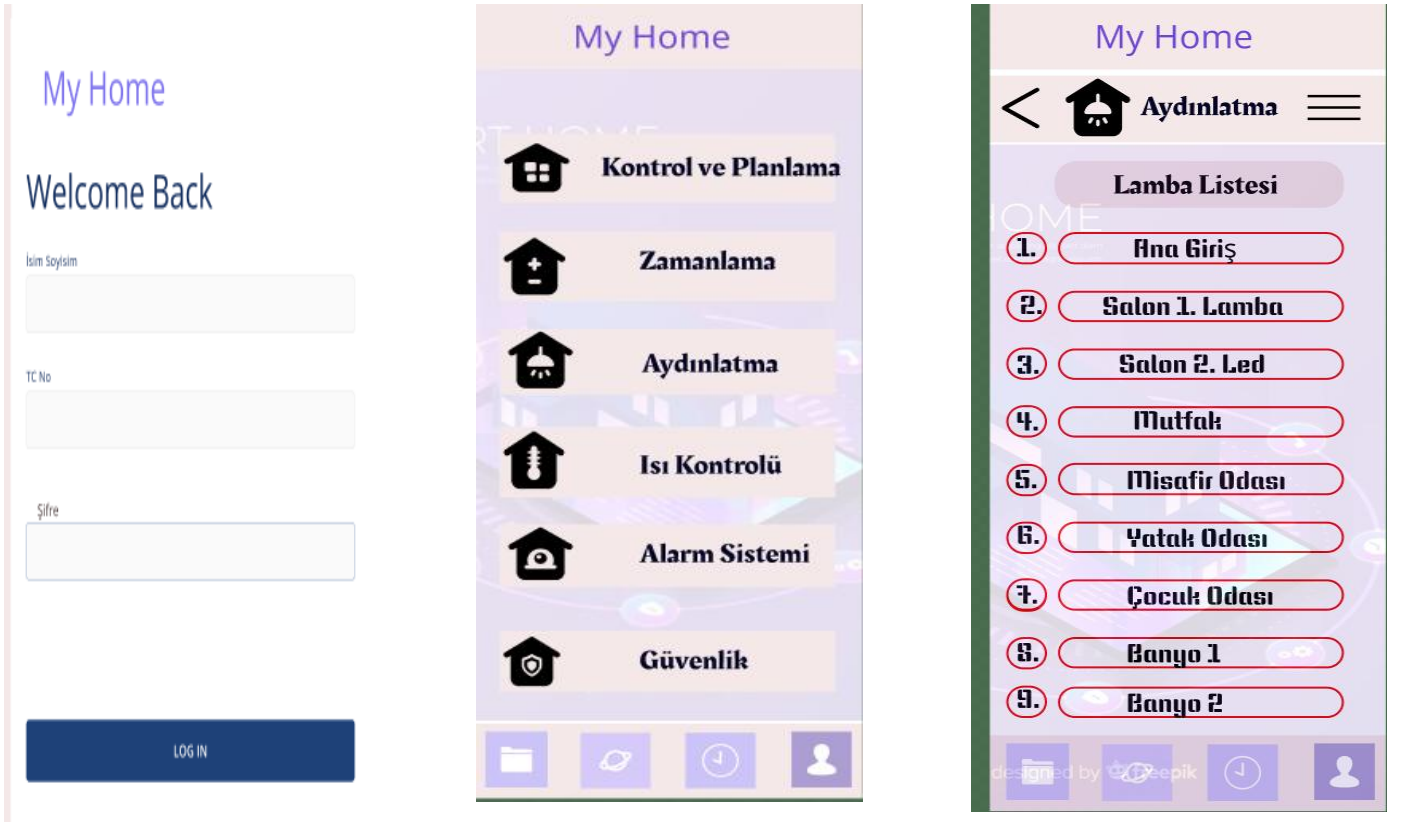 My Home
Welcome Back
İsim Soyisim
TC No
Şifre
LOG IN
My Home
RT HOME
Kontrol ve Planlama
Zamanlama
Aydınlatma
Isı Kontrolü
Alarm Sistemi
Güvenlik
My Home
Aydınlatma
Lamba Listesi
HOME
1. Ana Giriş
2. Salon 1. Lamba
3. Salon 2. Led
4. Mutfak
5. Misafir Odası
6. Yatak Odası
7. Çocuk Odası
8. Banyo 1
9. Banyo 2
designed by freepik